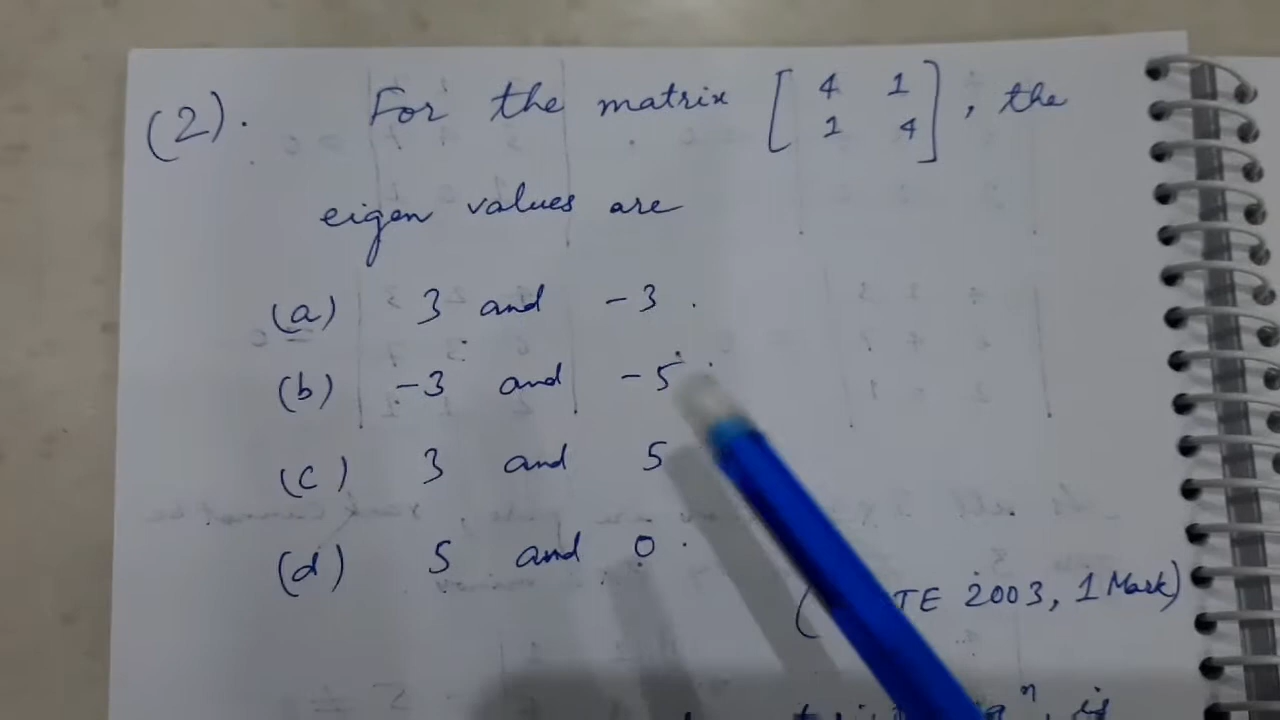 (2). For the matrix [ 4 1
1 4 ], the
eigen values are
(a) 3 and -3.
(b) -3 and -5.
(c) 3 and 5
(d) 5 and 0.
TE 2003, 1 Mark)
is